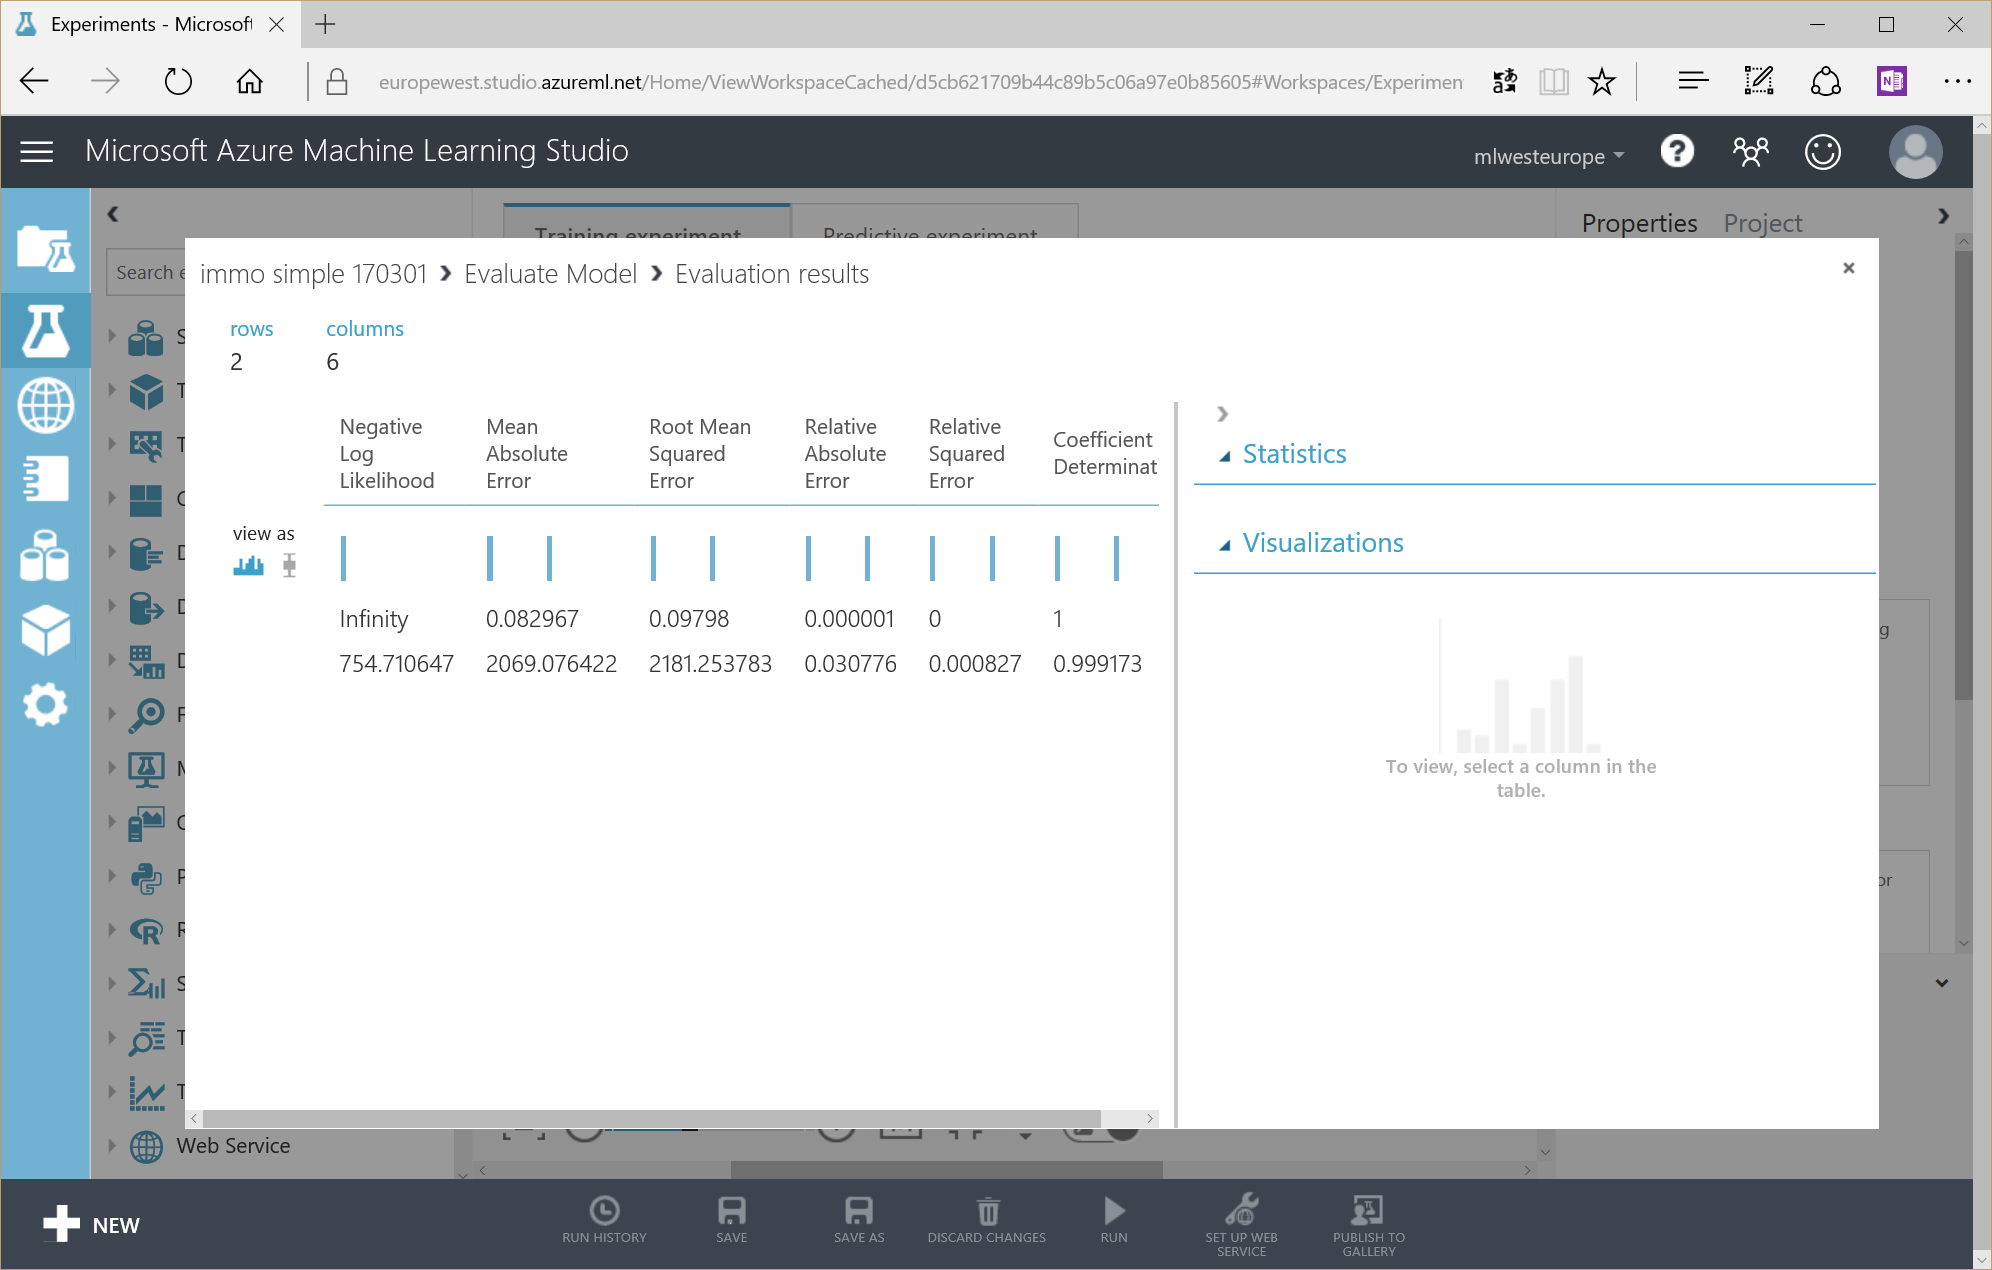 Experiments - Microsoft
europewest.studio.azureml.net/Home/ViewWorkspaceCached/d5cb621709b44c89b5c06a97e0b85605#Workspaces/Experimen
Microsoft Azure Machine Learning Studio
mlwesteurope
?
Training experiment
Predictive experiment
Properties
Project
Search e
immo simple 170301 Evaluate Model Evaluation results
rows
columns
2
6
Negative Log Likelihood
Mean Absolute Error
Root Mean Squared Error
Relative Absolute Error
Relative Squared Error
Coefficient Determinat
view as
Infinity 0.082967 0.09798 0.000001 0 1
754.710647 2069.076422 2181.253783 0.030776 0.000827 0.999173
Statistics
Visualizations
To view, select a column in the
table.
g
or
S
T
T
C
D
D
D
F
M
C
P
R
S
T
T
Web Service
NEW
RUN HISTORY
SAVE
SAVE AS
DISCARD CHANGES
RUN
SET UP WEB
SERVICE
PUBLISH TO
GALLERY